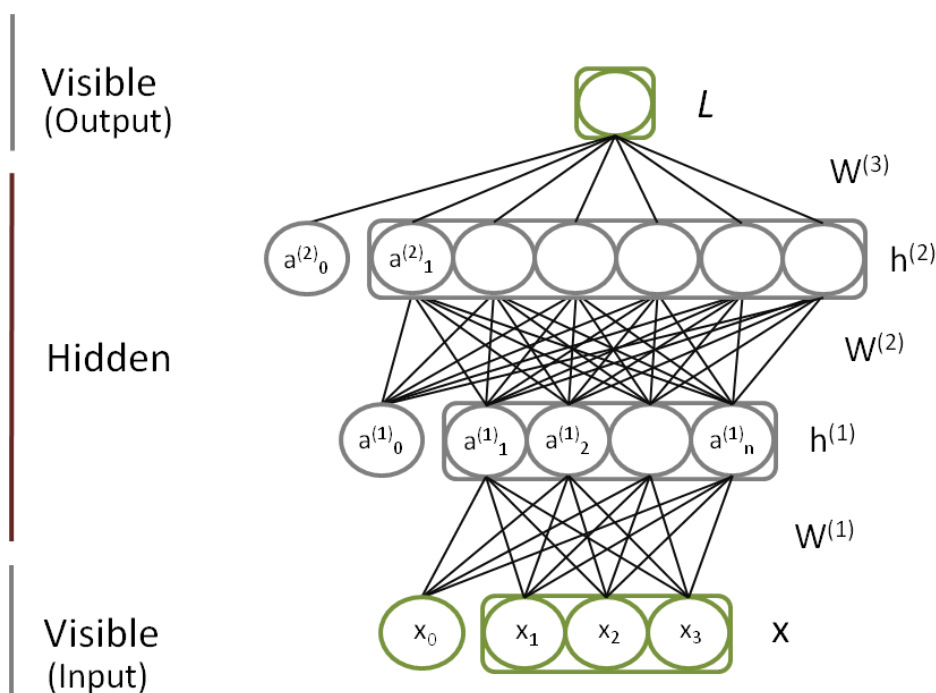 Visible
(Output)
L
W⁽³⁾
a⁽²⁾₀ a⁽²⁾₁
h⁽²⁾
Hidden
W⁽²⁾
a⁽¹⁾₀ a⁽¹⁾₁ a⁽¹⁾₂ a⁽¹⁾ₙ
h⁽¹⁾
W⁽¹⁾
Visible
(Input)
x₀ x₁ x₂ x₃
x